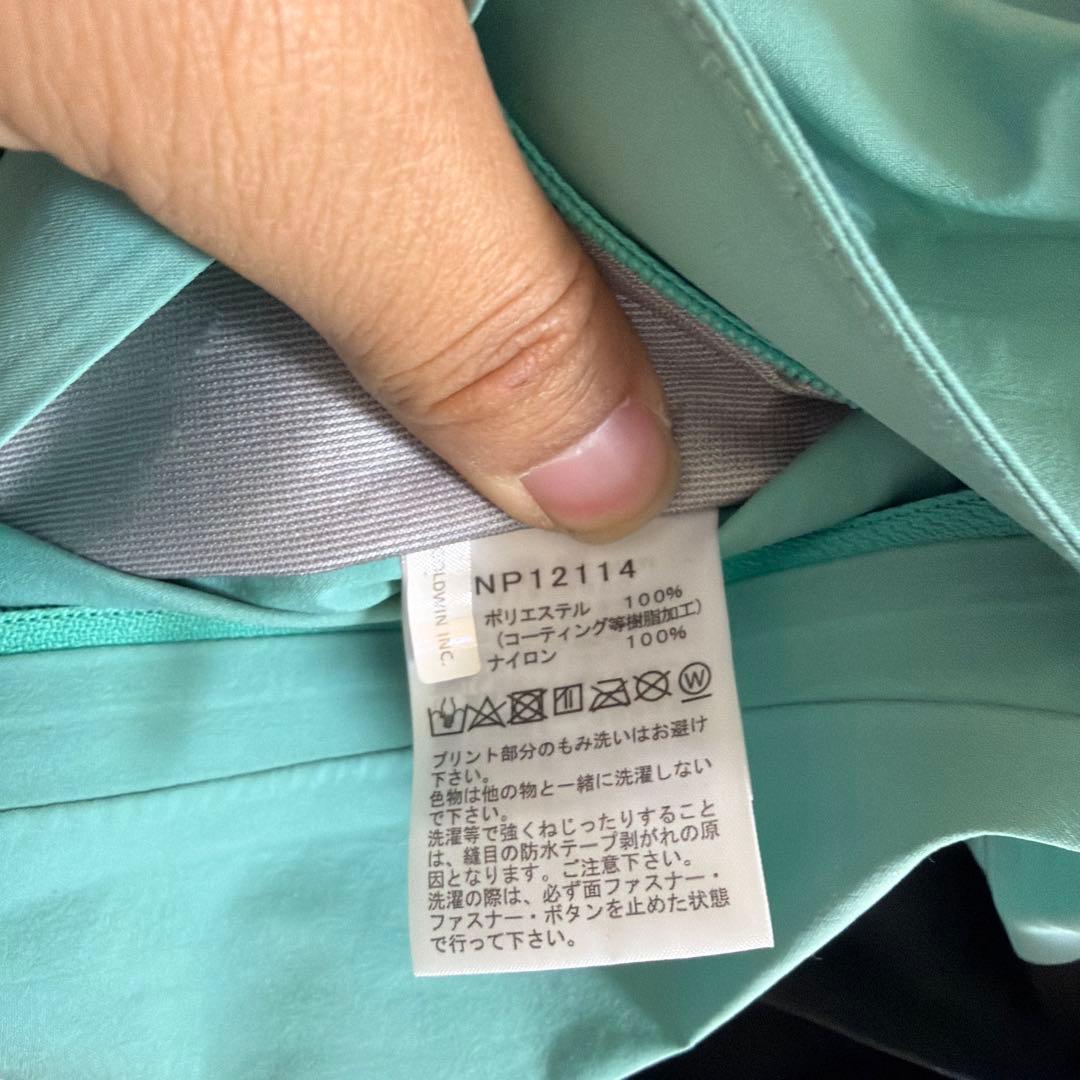 NP12114
ポリエステル 100%
(コーティング等樹脂加工)
ナイロン 100%
OLDWIN INC.
W
プリント部分のもみ洗いはお避け
下さい。
色物は他の物と一緒に洗濯しない
で下さい。
洗濯等で強くねじったりすること
は、縫目の防水テープ剥がれの原
因となります。ご注意下さい。
洗濯の際は、必ず面ファスナー・
ファスナー・ボタンを止めた状態
で行って下さい。